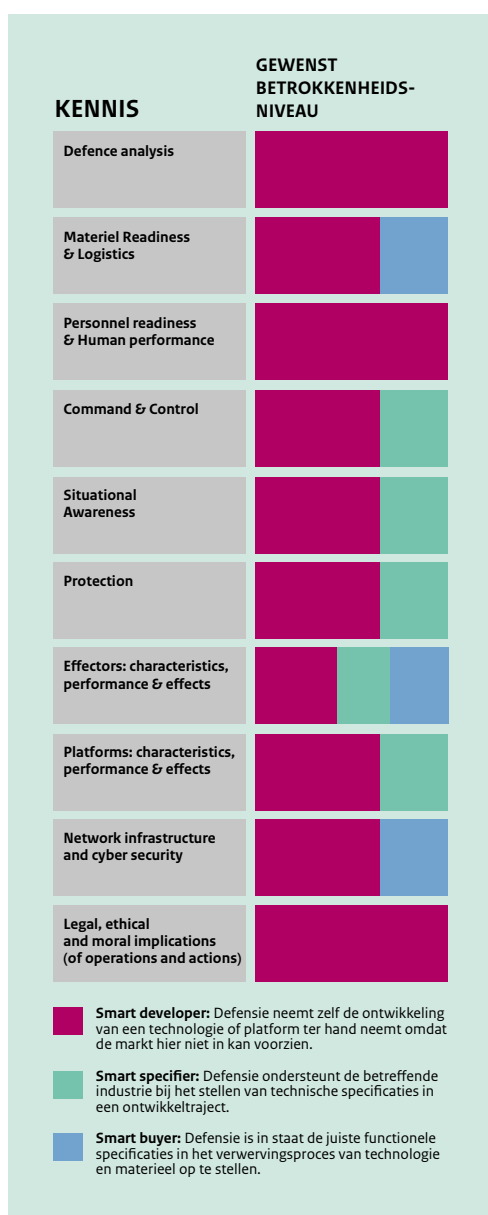 KENNIS
GEWENST
BETROKKENHEIDS-
NIVEAU
Defence analysis
Materiel Readiness
& Logistics
Personnel readiness
& Human performance
Command & Control
Situational
Awareness
Protection
Effectors: characteristics,
performance & effects
Platforms: characteristics,
performance & effects
Network infrastructure
and cyber security
Legal, ethical
and moral implications
(of operations and actions)
Smart developer: Defensie neemt zelf de ontwikkeling
van een technologie of platform ter hand neemt omdat
de markt hier niet in kan voorzien.
Smart specifier: Defensie ondersteunt de betreffende
industrie bij het stellen van technische specificaties in
een ontwikkeltraject.
Smart buyer: Defensie is in staat de juiste functionele
specificaties in het verwervingsproces van technologie
en materieel op te stellen.